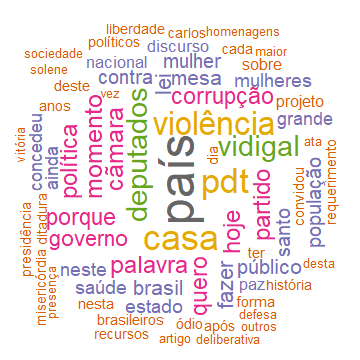 liberdade
carlos
homenagens
políticos
discurso
cada
maior
sociedade
nacional
mulher
sobre
solene
contra
lei
mesa
mulheres
deste
deputados
corrupção
projeto
anos
vez
câmara
violência
grande
vitória
concedeu
ainda
política
momento
dia
vidigal
ata
país
pdt
convidou
requerimento
presidência
ditadura
porque
partido
população
governo
casa
hoje
santo
misericórdia
presença
neste
palavra
quero
fazer
ter
público
desta
saúde
brasil
paz
história
nesta
estado
forma
brasileiros
ódio
após
defesa
recursos
outros
artigo
deliberativa